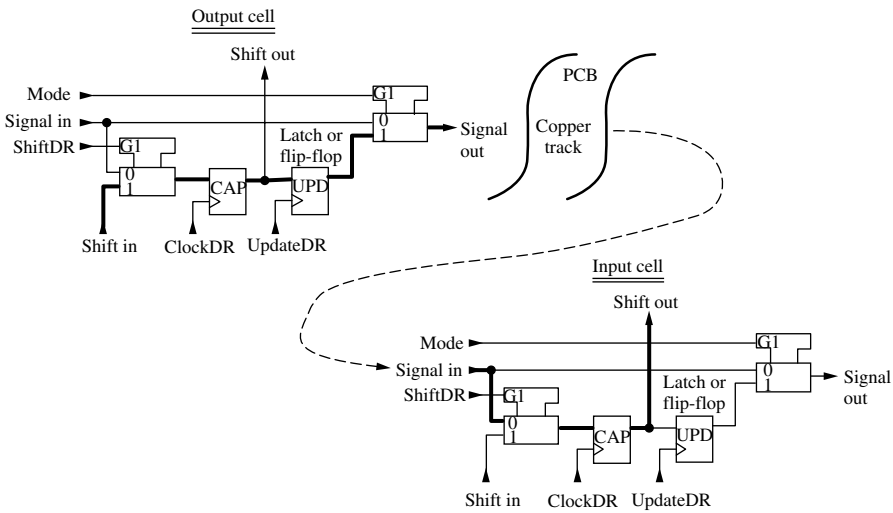 Output cell
Shift out
Mode
G1
Signal in
0
1
Signal
out
ShiftDR
G1
Latch or
flip-flop
0
1
CAP
UPD
Shift in
ClockDR
UpdateDR
PCB
Copper
track
Input cell
Shift out
Mode
G1
Signal in
0
1
Signal
out
ShiftDR
G1
Latch or
flip-flop
0
1
CAP
UPD
Shift in
ClockDR
UpdateDR